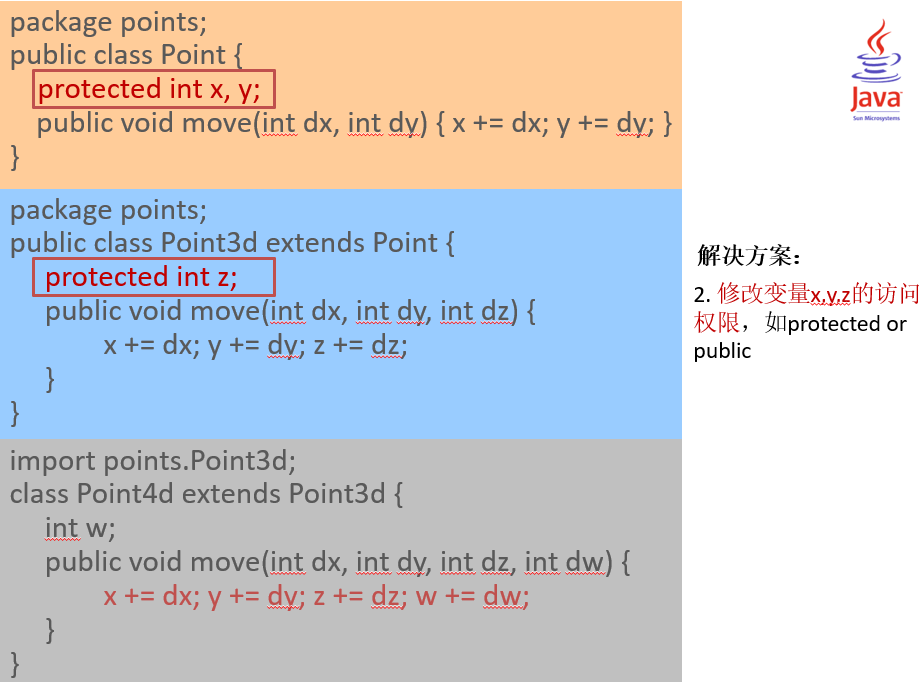 package points;
public class Point {
protected int x, y;
public void move(int dx, int dy) { x += dx; y += dy; }
}
package points;
public class Point3d extends Point {
protected int z;
public void move(int dx, int dy, int dz) {
x += dx; y += dy; z += dz;
}
}
import points.Point3d;
class Point4d extends Point3d {
int w;
public void move(int dx, int dy, int dz, int dw) {
x += dx; y += dy; z += dz; w += dw;
}
}
Java
Sun Microsystems
解决方案：
2. 修改变量x,y,z的访问
权限，如protected or
public